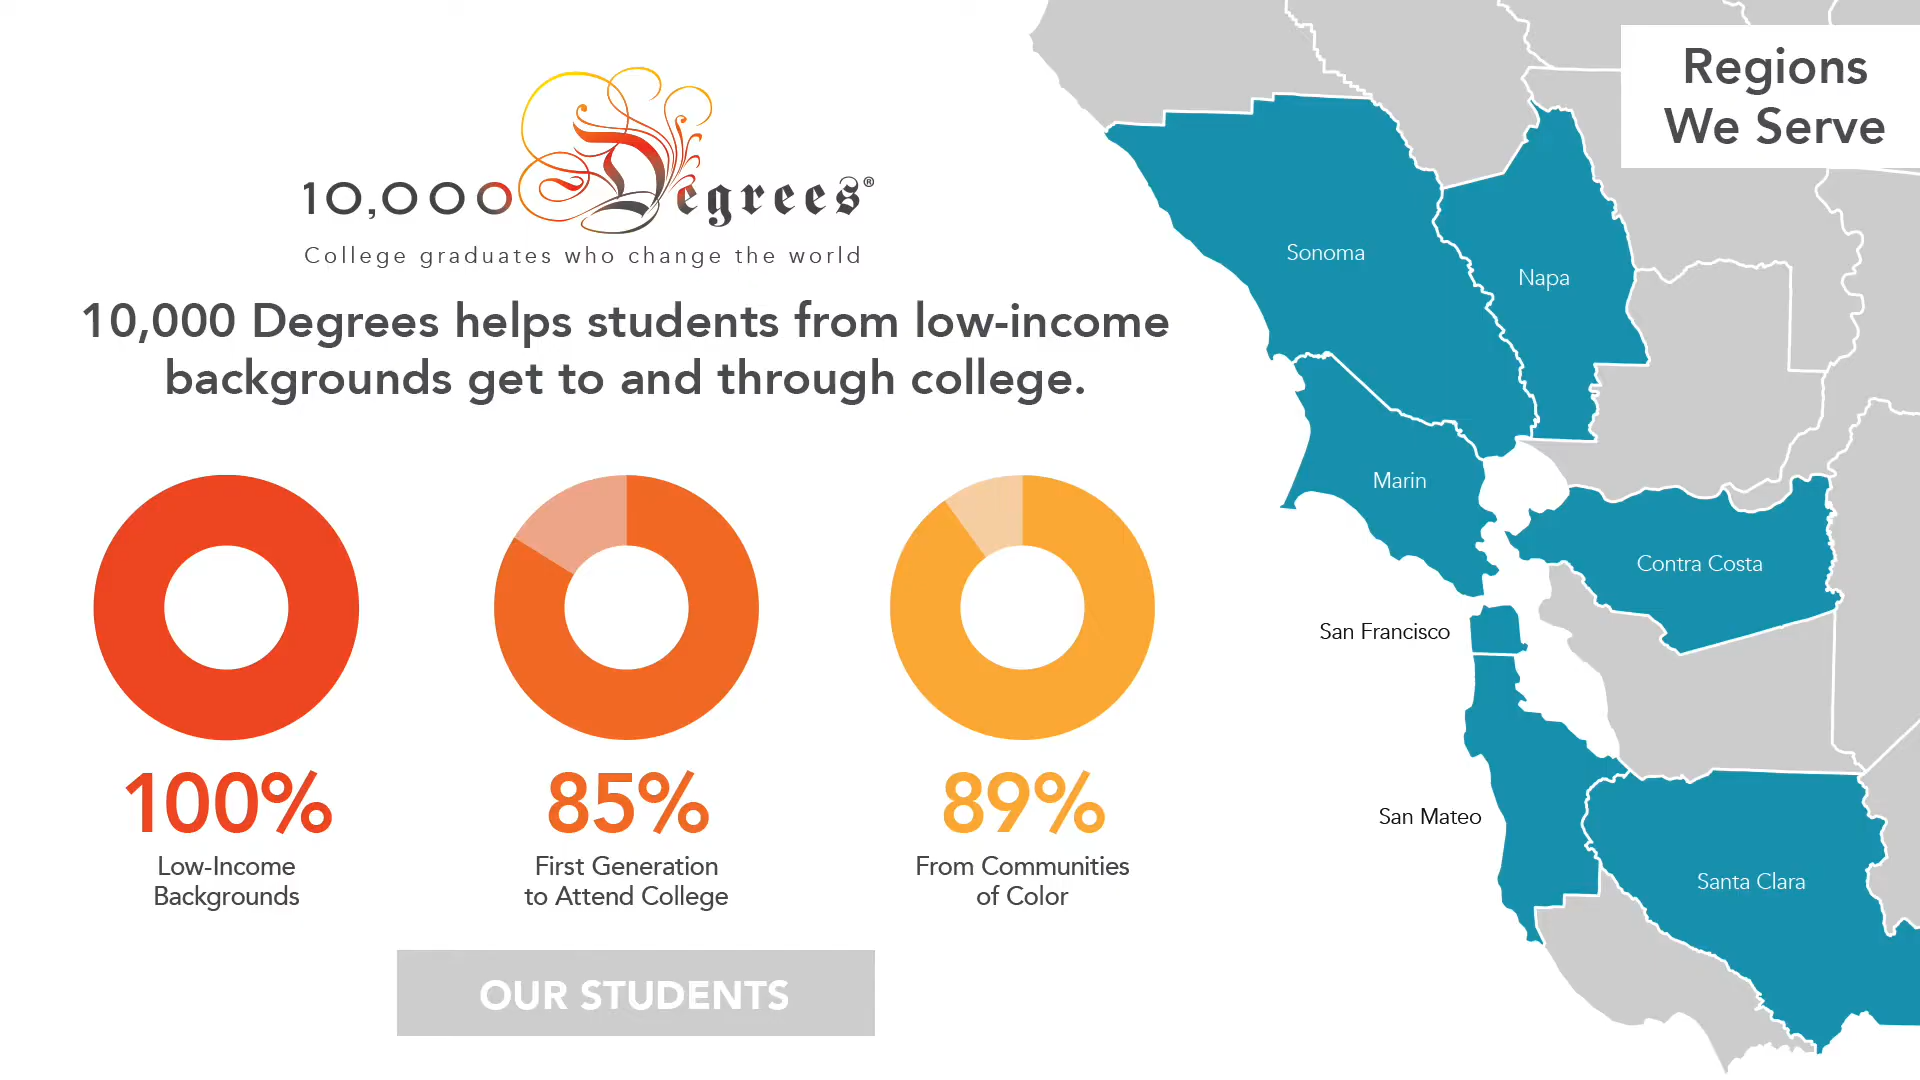 10,000 Degrees®
College graduates who change the world
10,000 Degrees helps students from low-income
backgrounds get to and through college.
100%
Low-Income
Backgrounds
85%
First Generation
to Attend College
89%
From Communities
of Color
OUR STUDENTS
Regions
We Serve
Sonoma
Napa
Marin
Contra Costa
San Francisco
San Mateo
Santa Clara